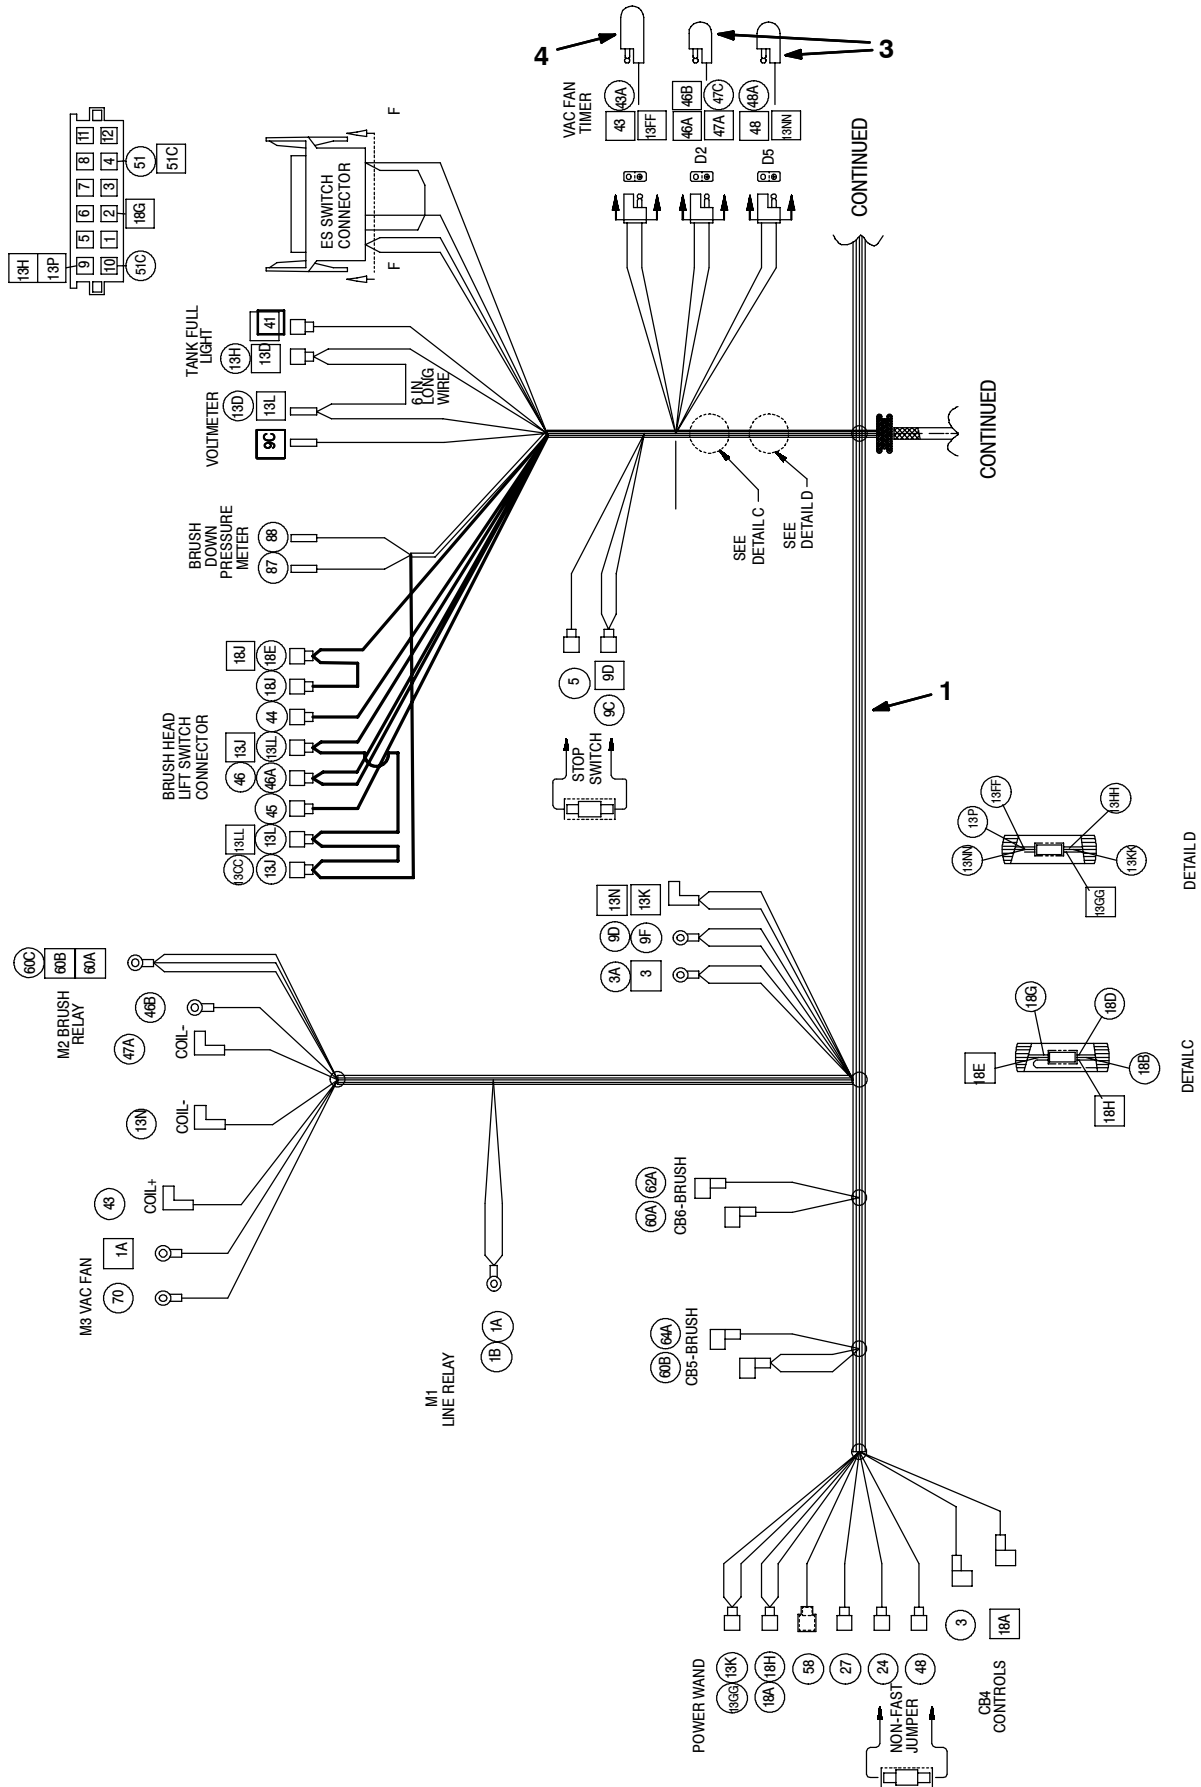 4
3
VAC FAN
TIMER
43
43A
13FF
46A
46B
47A
47C
D2
48
48A
13NN
D5
11
12
8
4
7
3
6
2
5
1
9
10
51
51C
18G
13H
13P
51C
F
F
ES SWITCH
CONNECTOR
TANK FULL
LIGHT
41
13H
13D
6 IN
LONG
WIRE
VOLTMETER
13D
13L
9C
BRUSH
DOWN
PRESSURE
METER
88
87
BRUSH HEAD
LIFT SWITCH
CONNECTOR
18J
18E
18J
44
13J
13LL
46
46A
45
13LL
13L
13CC
13J
CONTINUED
CONTINUED
SEE
DETAIL C
SEE
DETAIL D
5
9D
9C
STOP
SWITCH
1
13N
13K
9D
9F
3A
3
60C
60B
60A
M2 BRUSH
RELAY
46B
47A
COIL-
13N
COIL-
43
COIL+
M3 VAC FAN
1A
70
M1
LINE RELAY
1B
1A
60A
62A
CB6-BRUSH
60B
64A
CB5-BRUSH
13NN
13P
13FF
13HH
13KK
13GG
DETAIL D
18E
18G
18D
18B
18H
DETAIL C
POWER WAND
13GG
13K
18A
18H
58
27
24
48
NON-FAST
JUMPER
3
18A
CB4
CONTROLS